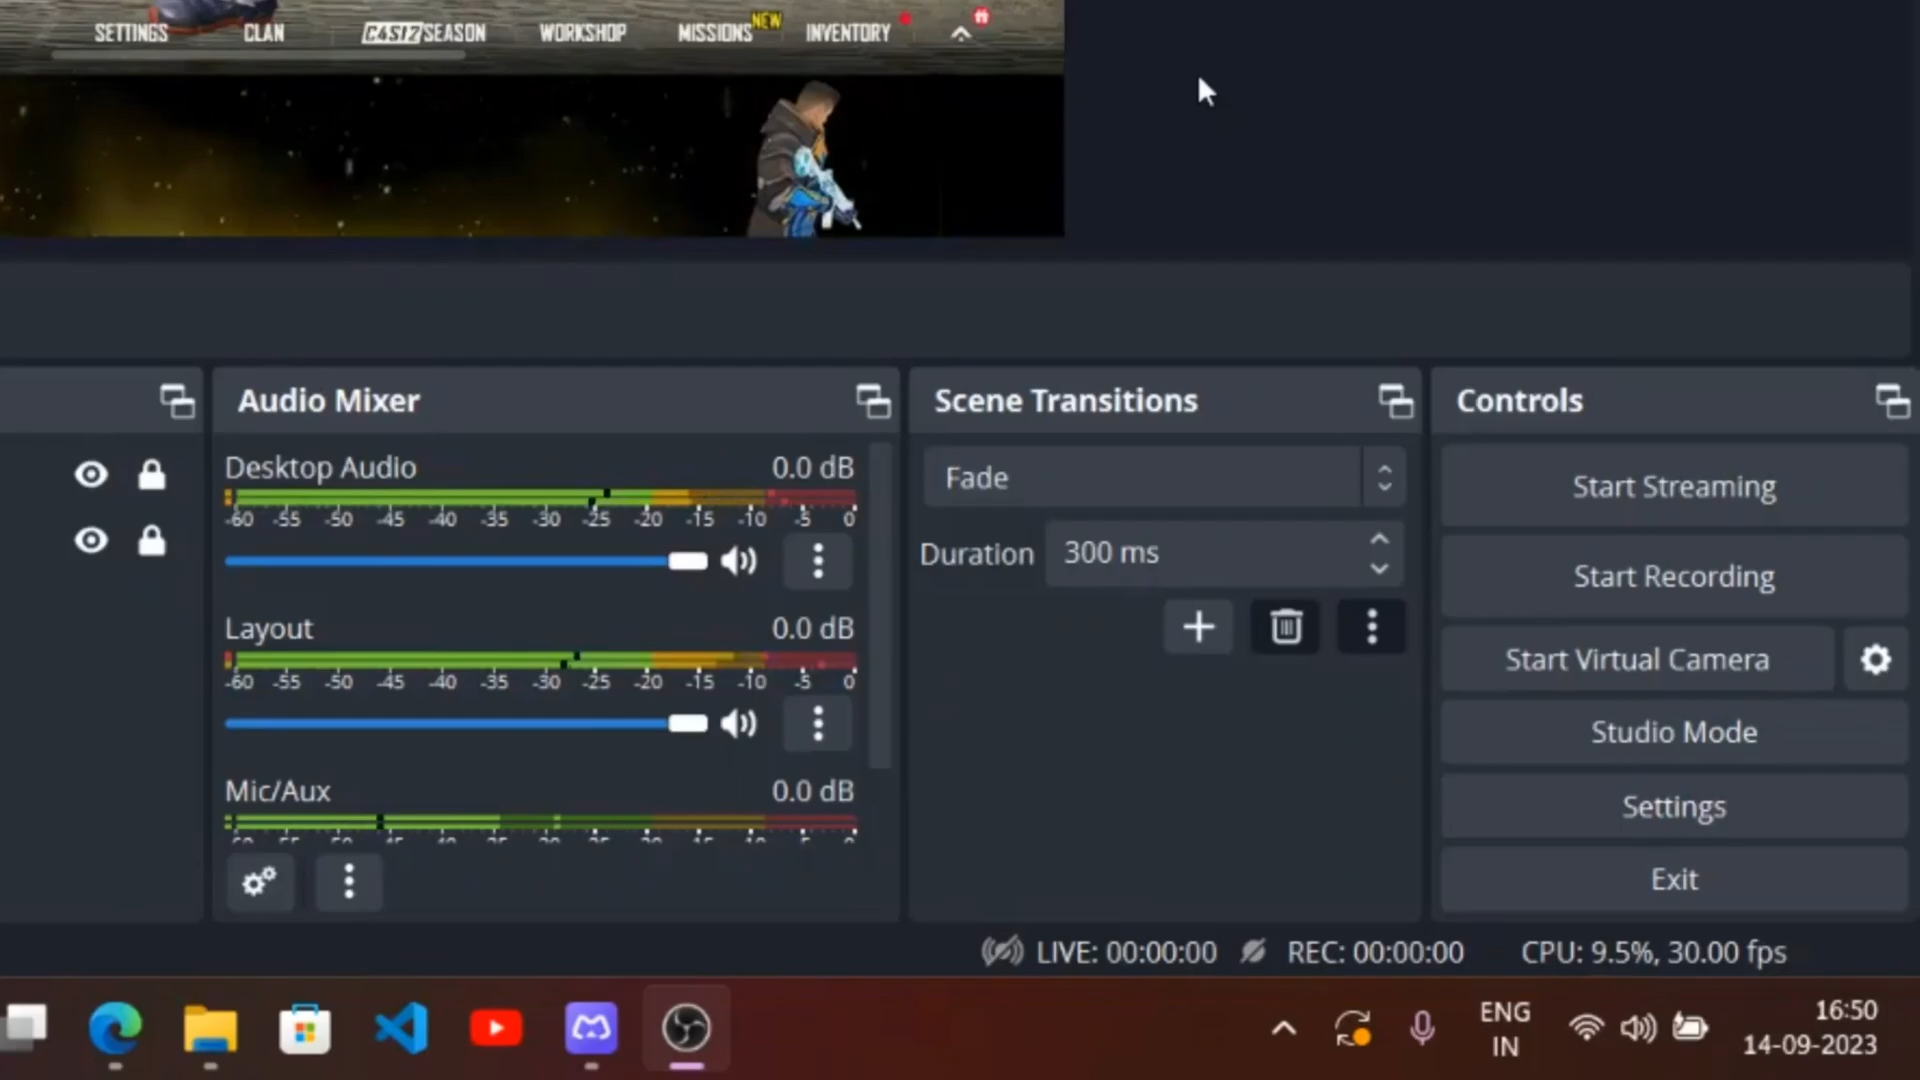 SETTINGS CLAN C4S12 SEASON WORKSHOP MISSIONS NEW INVENTORY
Audio Mixer
Desktop Audio 0.0 dB
-60 -55 -50 -45 -40 -35 -30 -25 -20 -15 -10 -5 0
Layout 0.0 dB
-60 -55 -50 -45 -40 -35 -30 -25 -20 -15 -10 -5 0
Mic/Aux 0.0 dB
Scene Transitions
Fade
Duration 300 ms
Controls
Start Streaming
Start Recording
Start Virtual Camera
Studio Mode
Settings
Exit
LIVE: 00:00:00 REC: 00:00:00 CPU: 9.5%, 30.00 fps
ENG
IN
16:50
14-09-2023